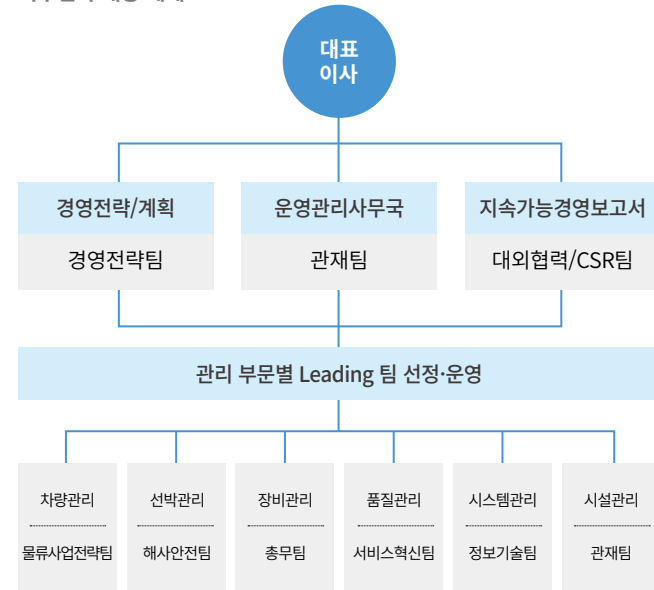 대표
이사
경영전략/계획
운영관리사무국
지속가능경영보고서
경영전략팀
관재팀
대외협력/CSR팀
관리 부문별 Leading 팀 선정·운영
차량관리
선박관리
장비관리
품질관리
시스템관리
시설관리
물류사업전략팀
해사안전팀
총무팀
서비스혁신팀
정보기술팀
관재팀